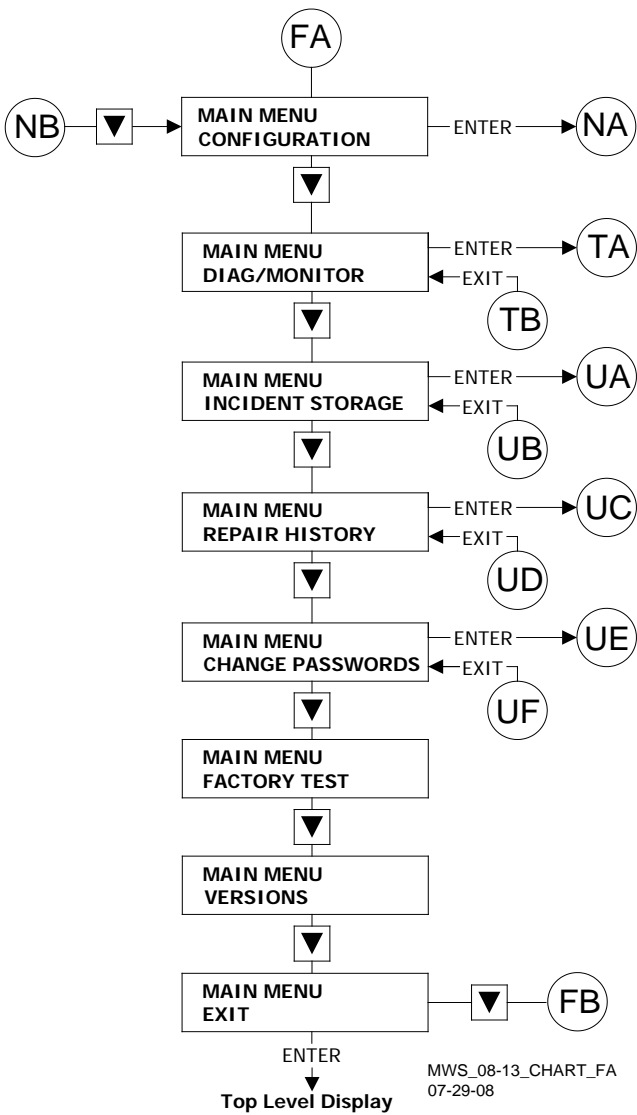 FA
NB
▼
MAIN MENU
CONFIGURATION
ENTER
NA
▼
MAIN MENU
DIAG/MONITOR
ENTER
TA
EXIT
TB
▼
MAIN MENU
INCIDENT STORAGE
ENTER
UA
EXIT
UB
▼
MAIN MENU
REPAIR HISTORY
ENTER
UC
EXIT
UD
▼
MAIN MENU
CHANGE PASSWORDS
ENTER
UE
EXIT
UF
▼
MAIN MENU
FACTORY TEST
▼
MAIN MENU
VERSIONS
▼
MAIN MENU
EXIT
▼
FB
ENTER
Top Level Display
MWS_08-13_CHART_FA
07-29-08